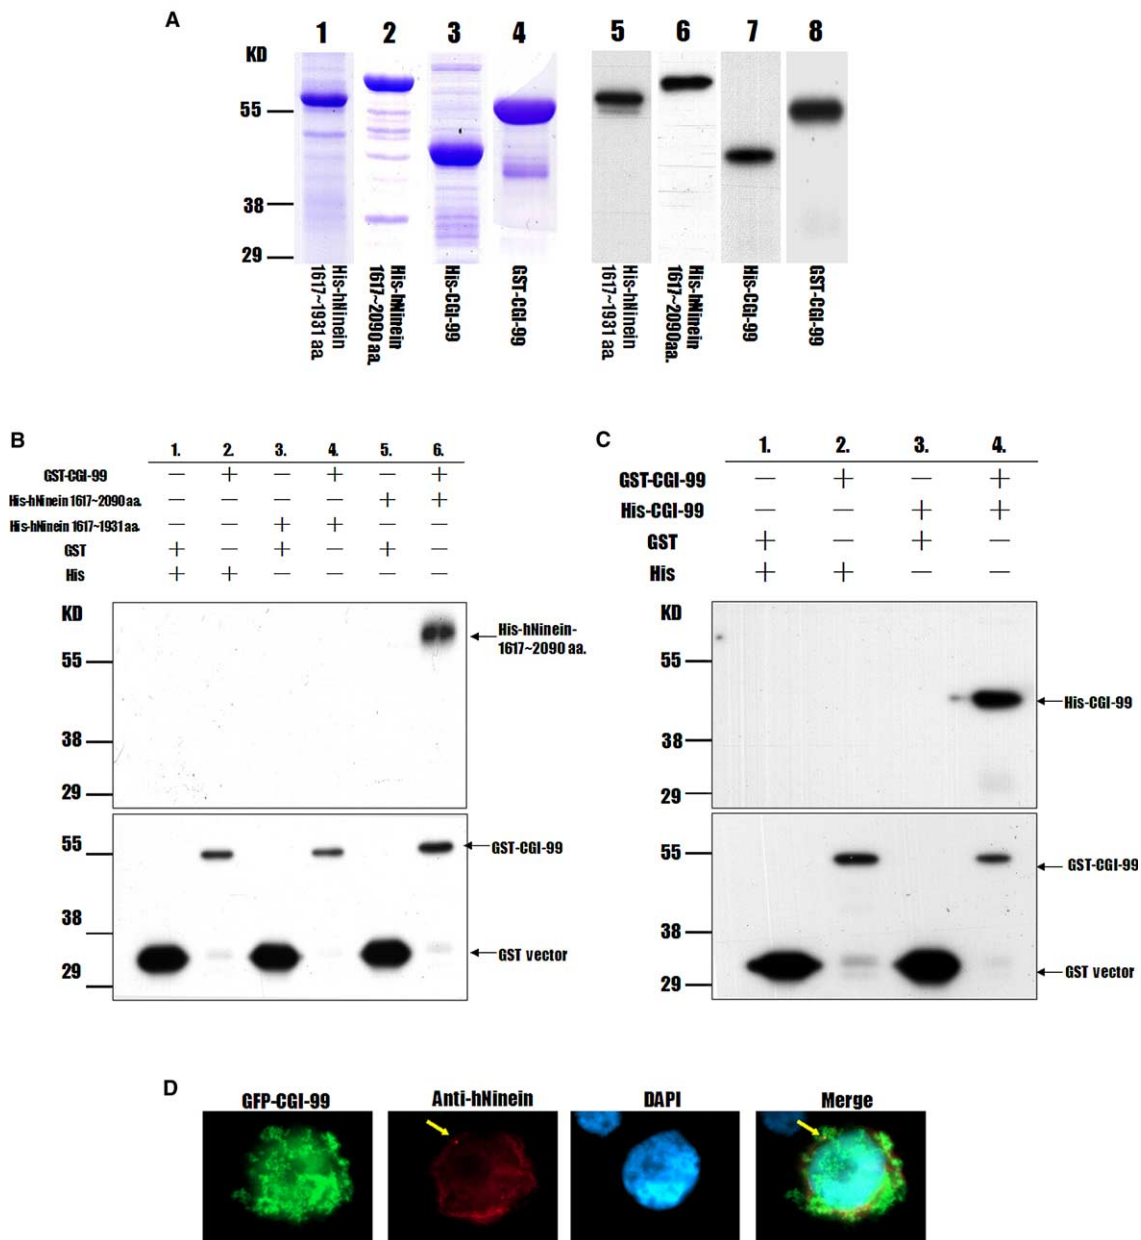 A
1 2 3 4 5 6 7 8
KD
55
38
29
His-hNinein
1617~1931 aa.
His-hNinein
1617~2090aa.
His-CGI-99
GST-CGI-99
His-hNinein
1617~1931 aa.
His-hNinein
1617~2090aa.
His-CGI-99
GST-CGI-99
B
1. 2. 3. 4. 5. 6.
GST-CGI-99 — + — + — +
His-hNinein 1617~2090 aa. — — — — + +
His-hNinein 1617~1931 aa. — — + + — —
GST + — + — + —
His + + — — — —
KD
55
38
29
His-hNinein-
1617~2090 aa.
55
38
29
GST-CGI-99
GST vector
C
1. 2. 3. 4.
GST-CGI-99 — + — +
His-CGI-99 — — + +
GST + — + —
His + + — —
KD
55
38
29
His-CGI-99
55
38
29
GST-CGI-99
GST vector
D
GFP-CGI-99 Anti-hNinein DAPI Merge